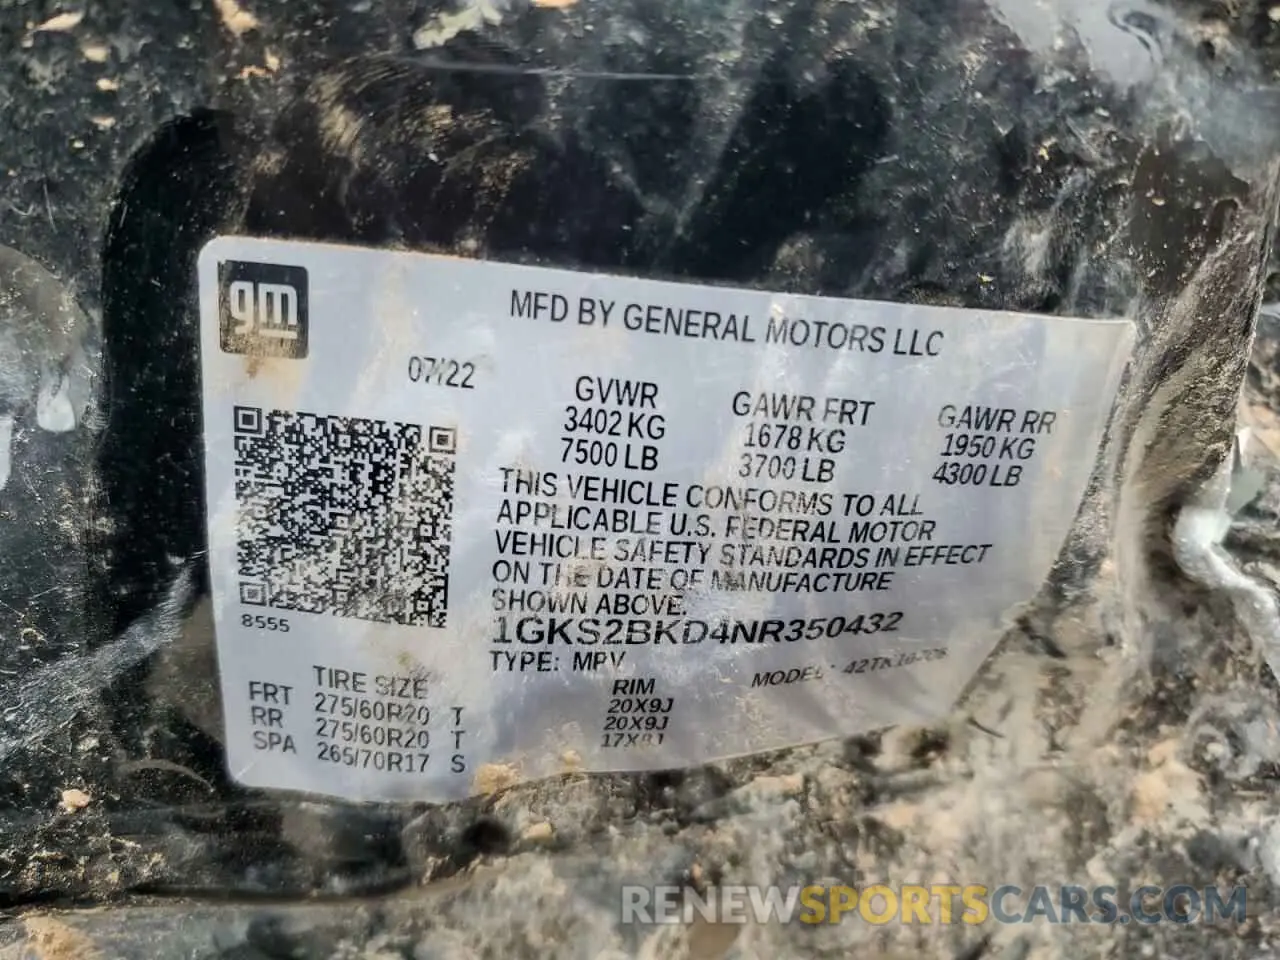 gm
MFD BY GENERAL MOTORS LLC
07/22
GVWR GAWR FRT GAWR RR
3402 KG 1678 KG 1950 KG
7500 LB 3700 LB 4300 LB
THIS VEHICLE CONFORMS TO ALL
APPLICABLE U.S. FEDERAL MOTOR
VEHICLE SAFETY STANDARDS IN EFFECT
ON THE DATE OF MANUFACTURE
SHOWN ABOVE.
1GKS2BKD4NR350432
8555
TYPE: MPV MODEL:
TIRE SIZE RIM
FRT 275/60R20 T 20X9J
RR 275/60R20 T 20X9J
SPA 265/70R17 S
RENEWSPORTSCARS.COM